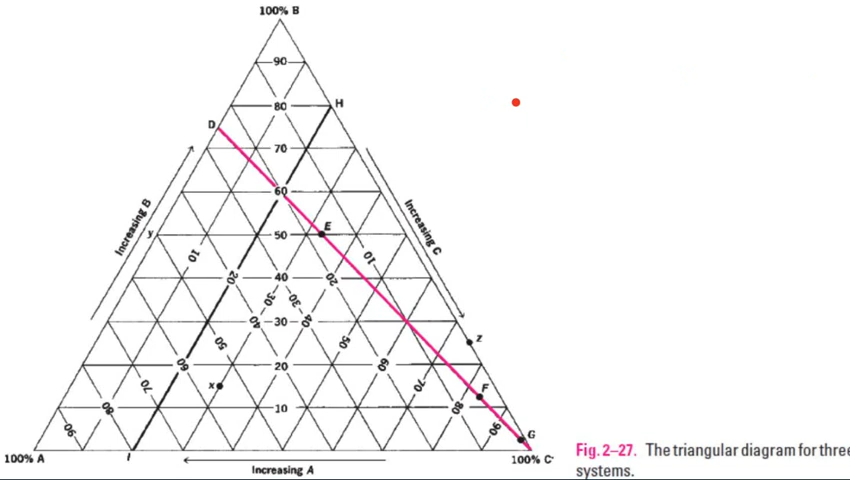 100% B
90
H
80
D
70
60
Increasing B
Increasing C
E
y
50
10
10
20
40
20
30
30
40
30
40
z
50
50
60
20
60
x
70
70
F
80
10
80
90
90
G
100% A
I
100% C
Increasing A
Fig. 2–27. The triangular diagram for three
systems.